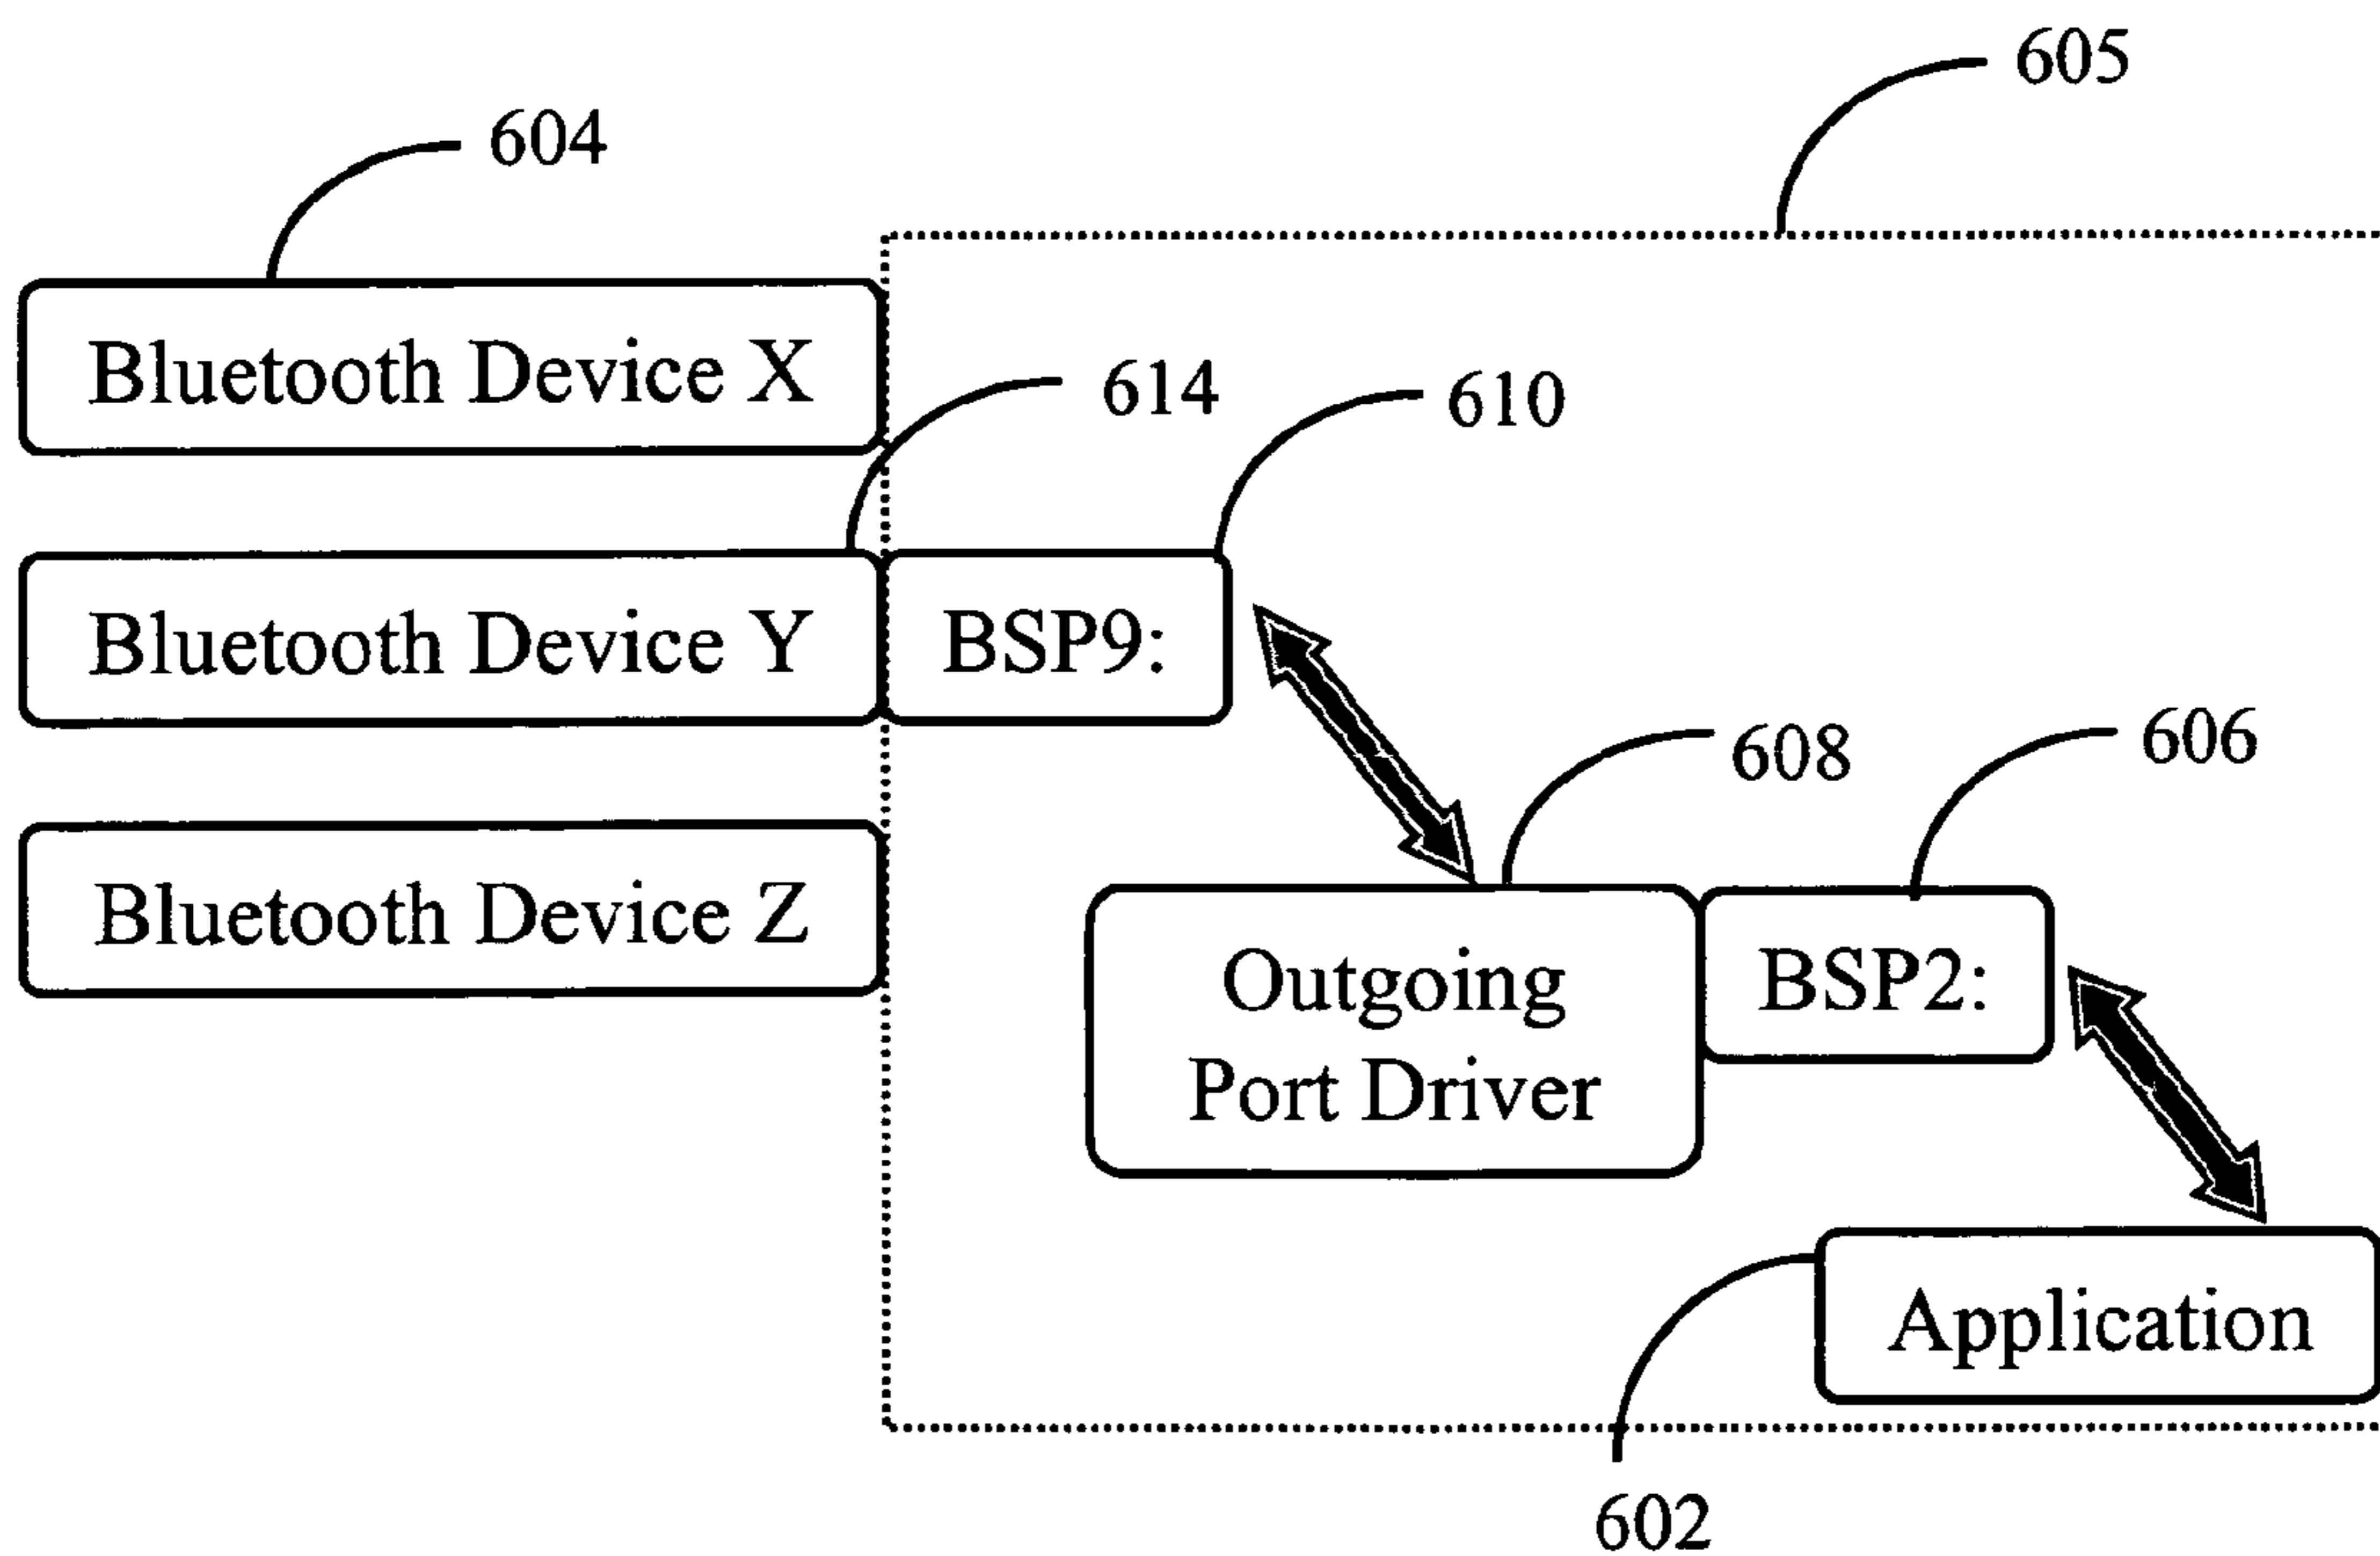 605
604
Bluetooth Device X
614
610
Bluetooth Device Y
BSP9:
608
606
Bluetooth Device Z
Outgoing
Port Driver
BSP2:
Application
602